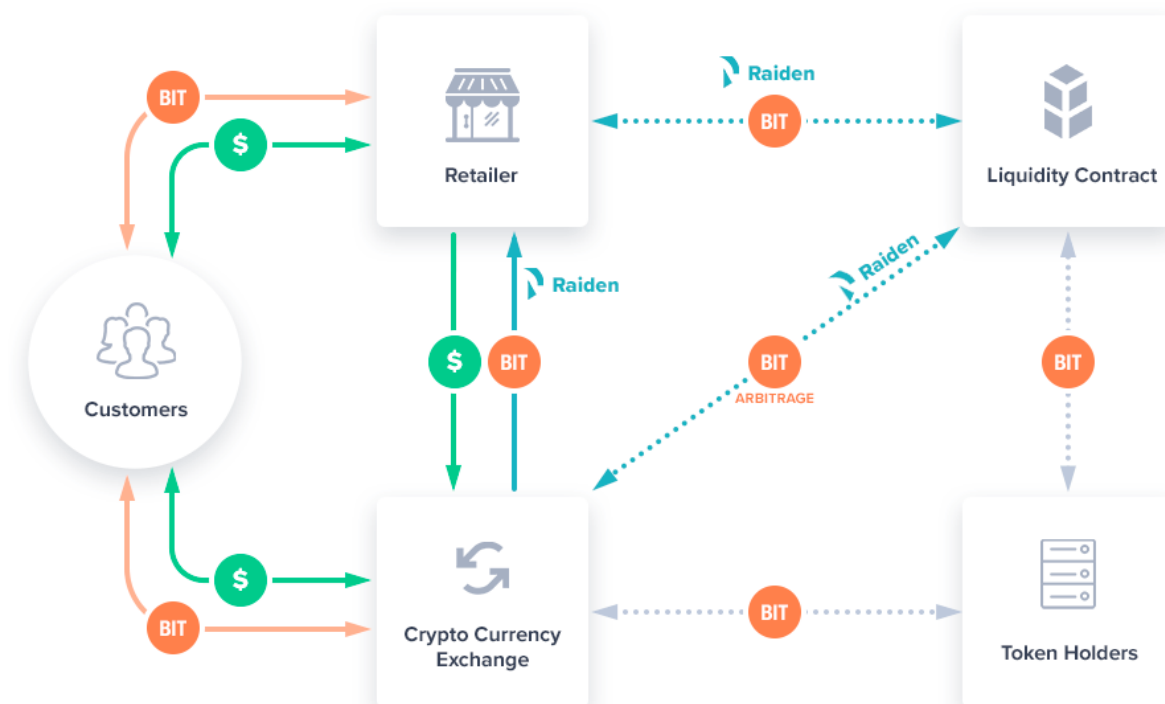 Raiden
BIT
$
BIT
Retailer
Liquidity Contract
Raiden
Raiden
$
BIT
BIT
BIT
ARBITRAGE
Customers
$
BIT
BIT
Crypto Currency
Exchange
Token Holders